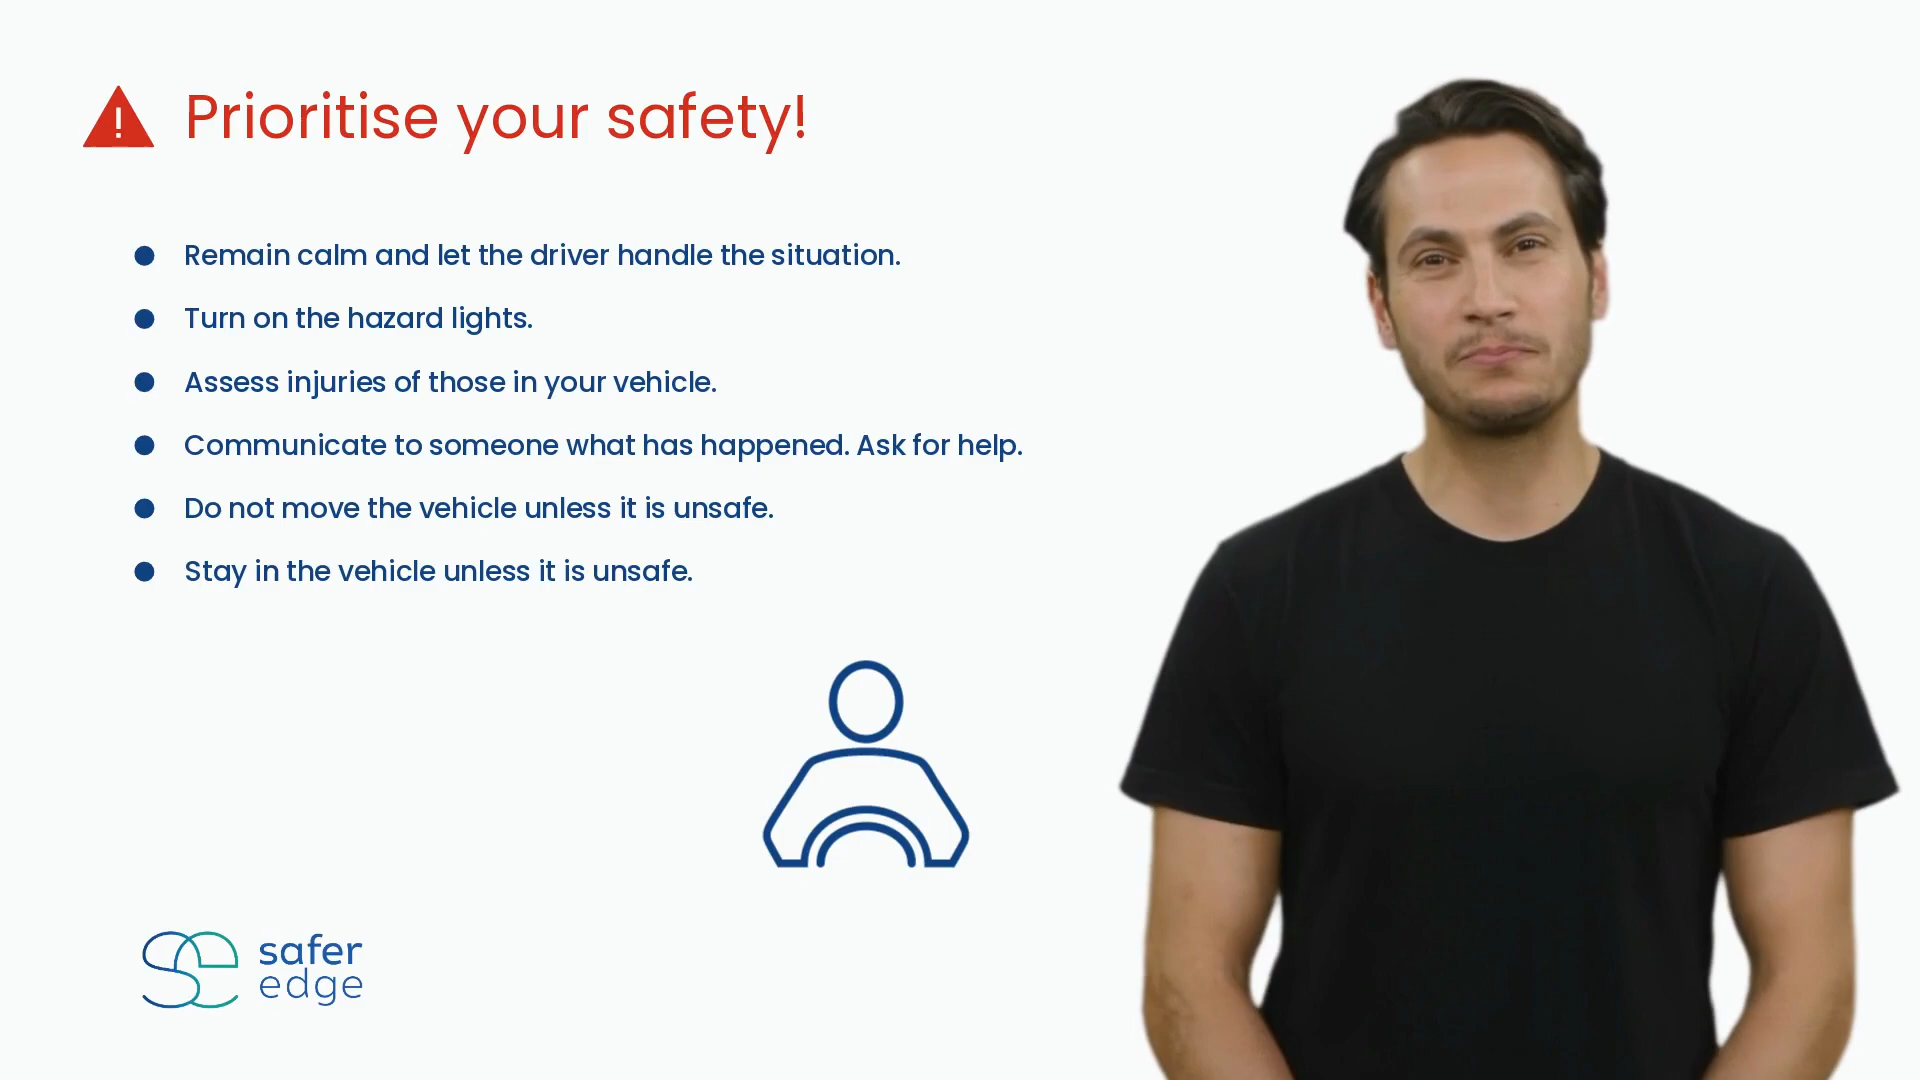 Prioritise your safety!
Remain calm and let the driver handle the situation.
Turn on the hazard lights.
Assess injuries of those in your vehicle.
Communicate to someone what has happened. Ask for help.
Do not move the vehicle unless it is unsafe.
Stay in the vehicle unless it is unsafe.
safer
edge